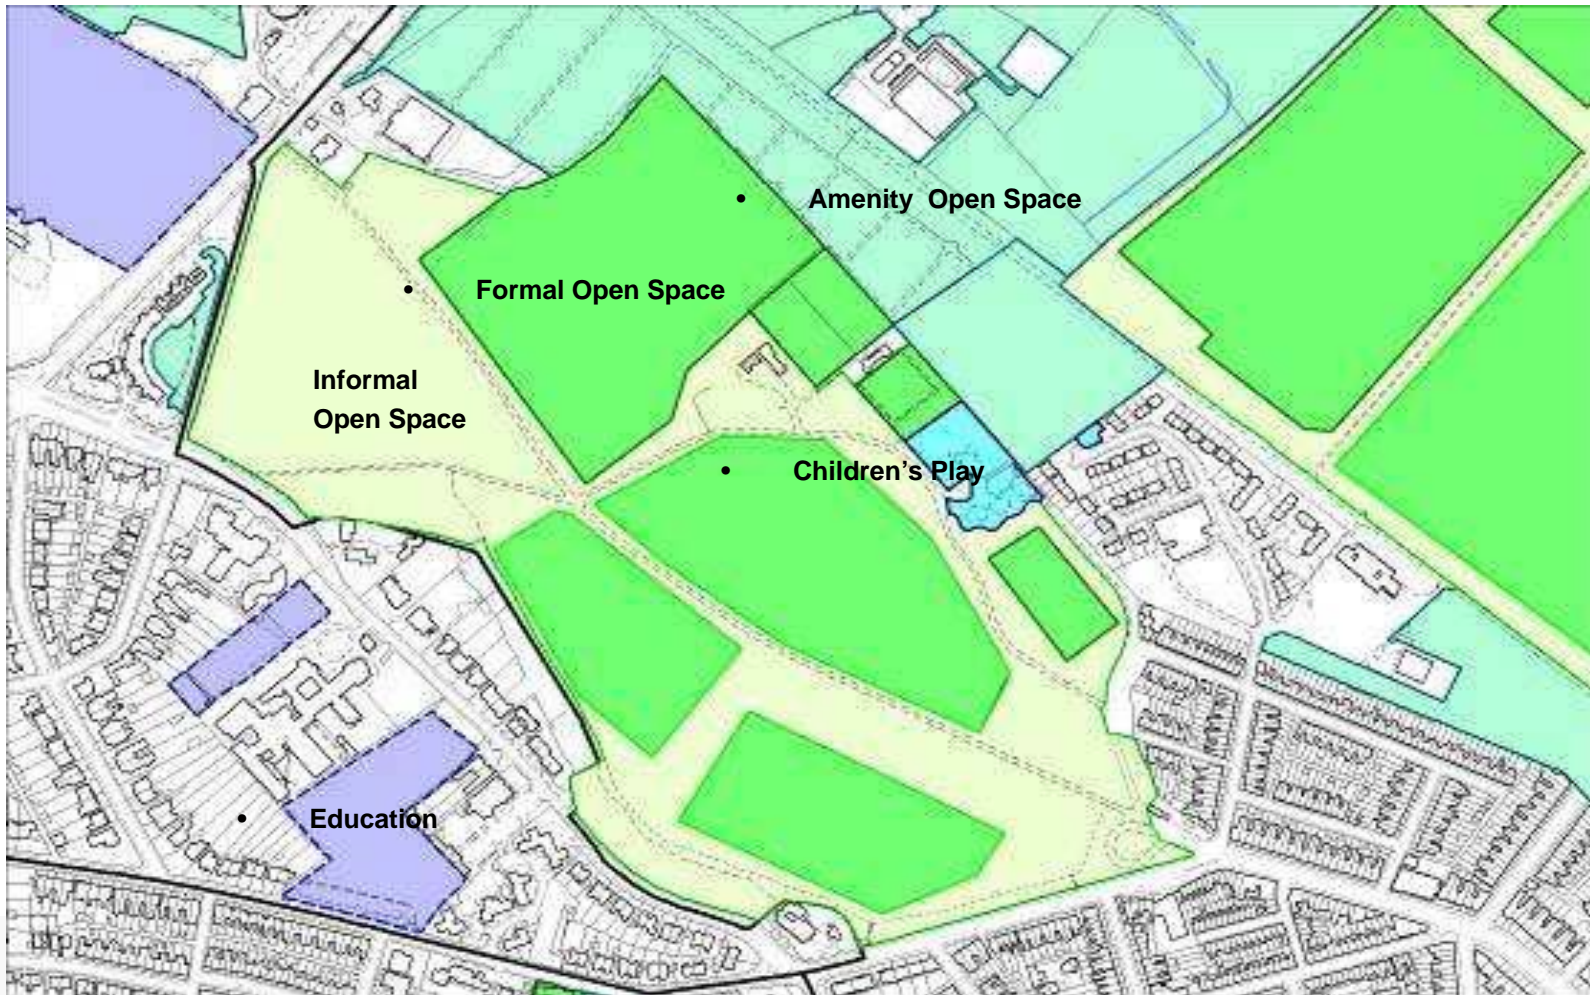 • Amenity  Open Space
• Formal Open Space
Informal
Open Space
• Children’s Play
• Education